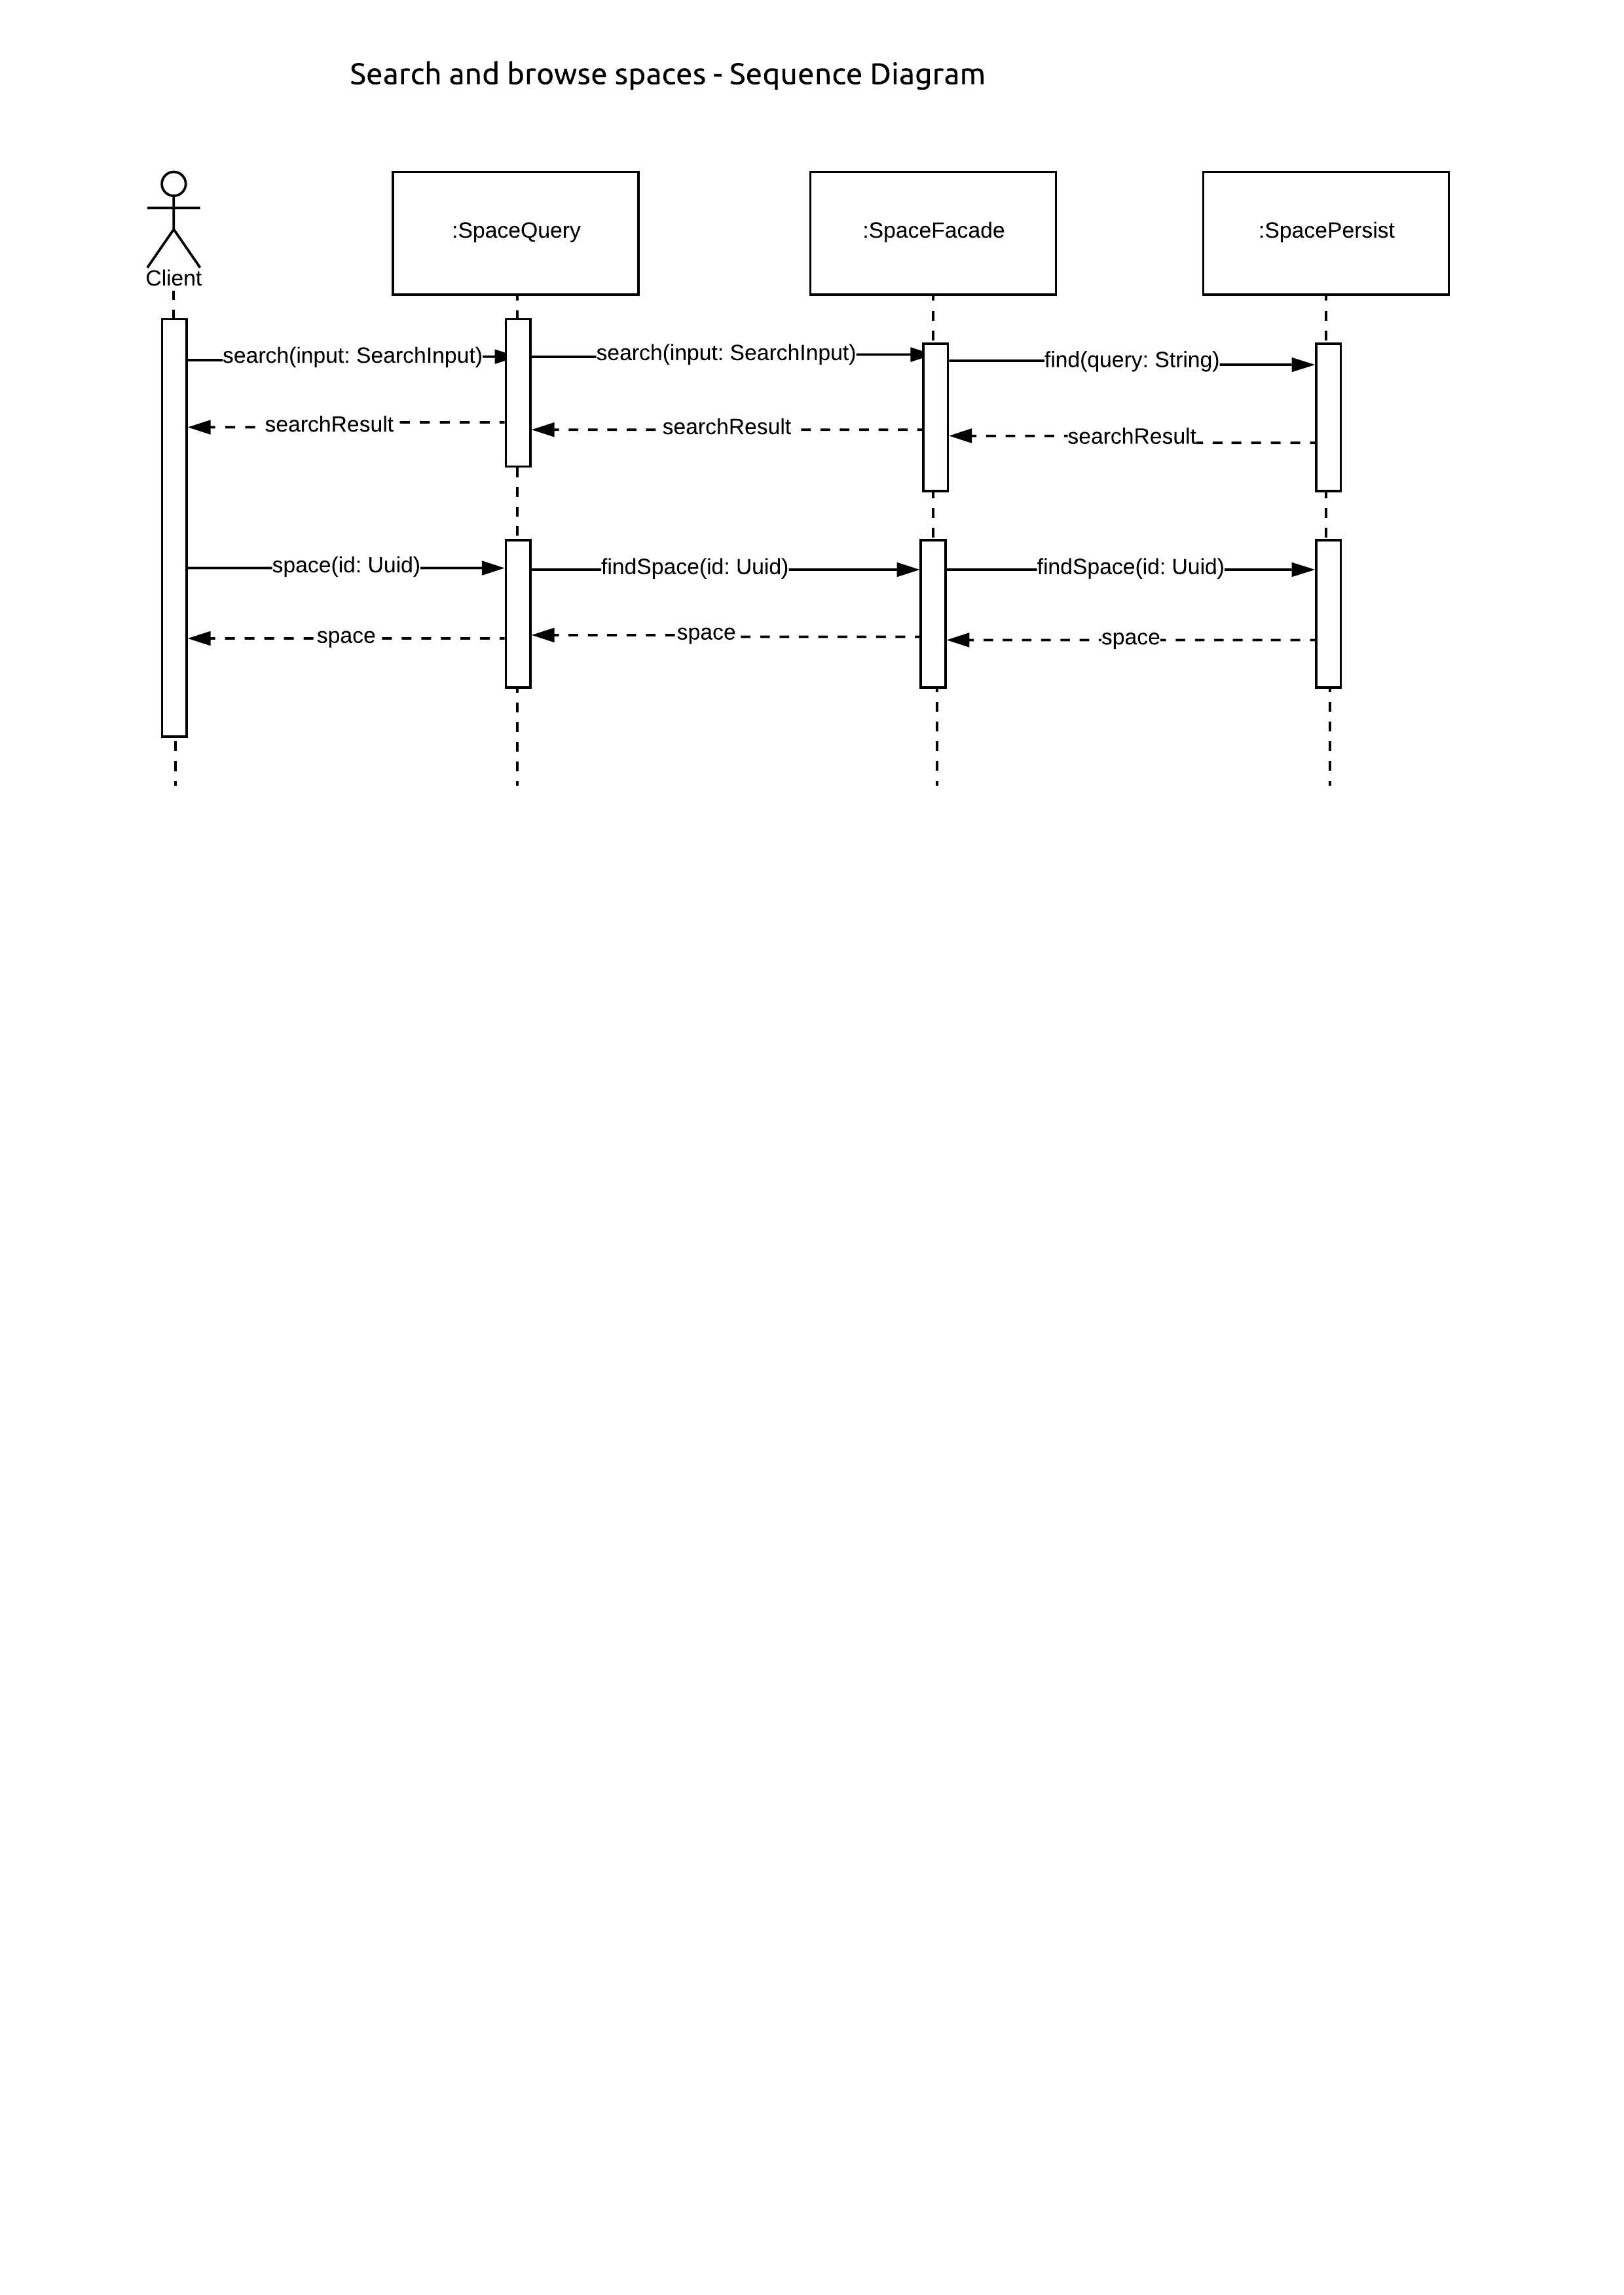 Search and browse spaces - Sequence Diagram
:SpaceQuery
:SpaceFacade
:SpacePersist
Client
search(input: SearchInput)
search(input: SearchInput)
find(query: String)
searchResult
searchResult
searchResult
space(id: Uuid)
findSpace(id: Uuid)
findSpace(id: Uuid)
space
space
space